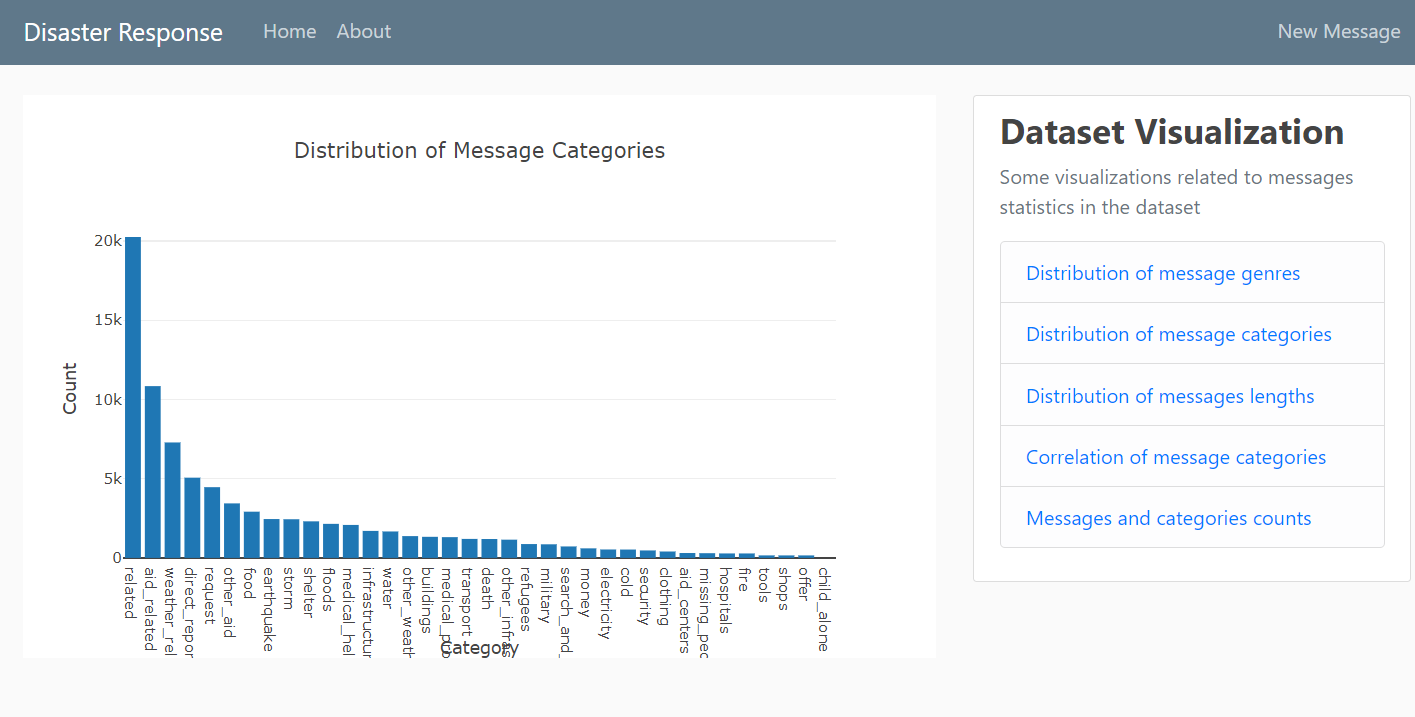 Disaster Response Home About New Message
Distribution of Message Categories
20k
15k
10k
5k
0
Count
related
aid_related
weather_rel
direct_repor
request
other_aid
food
earthquake
storm
shelter
floods
medical_hel
infrastructur
water
other_weath
buildings
medical_p
transport
death
other_infras
refugees
military
search_and_
money
electricity
cold
security
clothing
aid_centers
missing_peo
hospitals
fire
tools
shops
offer
child_alone
Category
Dataset Visualization
Some visualizations related to messages
statistics in the dataset
Distribution of message genres
Distribution of message categories
Distribution of messages lengths
Correlation of message categories
Messages and categories counts